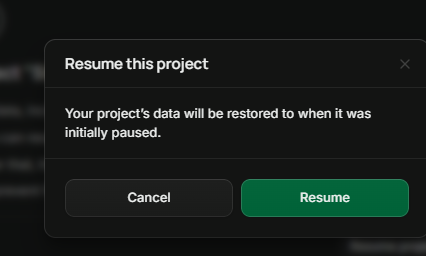 Resume this project
Your project's data will be restored to when it was
initially paused.
Cancel
Resume